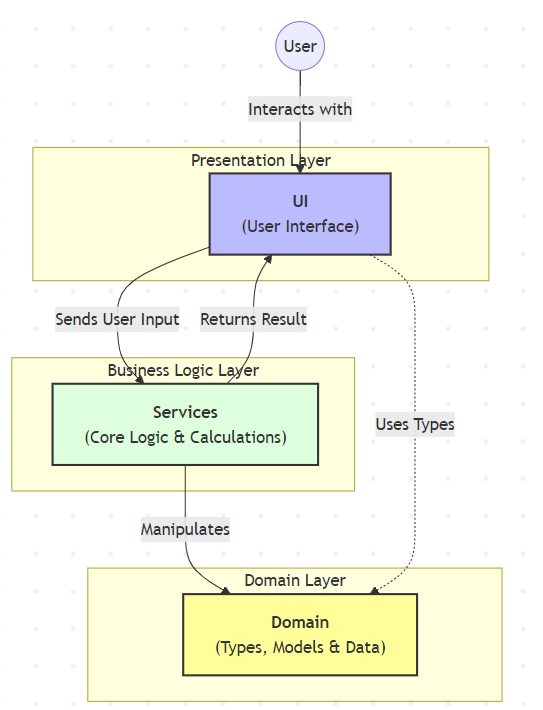 User
Interacts with
Presentation Layer
UI
(User Interface)
Sends User Input
Returns Result
Business Logic Layer
Services
(Core Logic & Calculations)
Uses Types
Manipulates
Domain Layer
Domain
(Types, Models & Data)